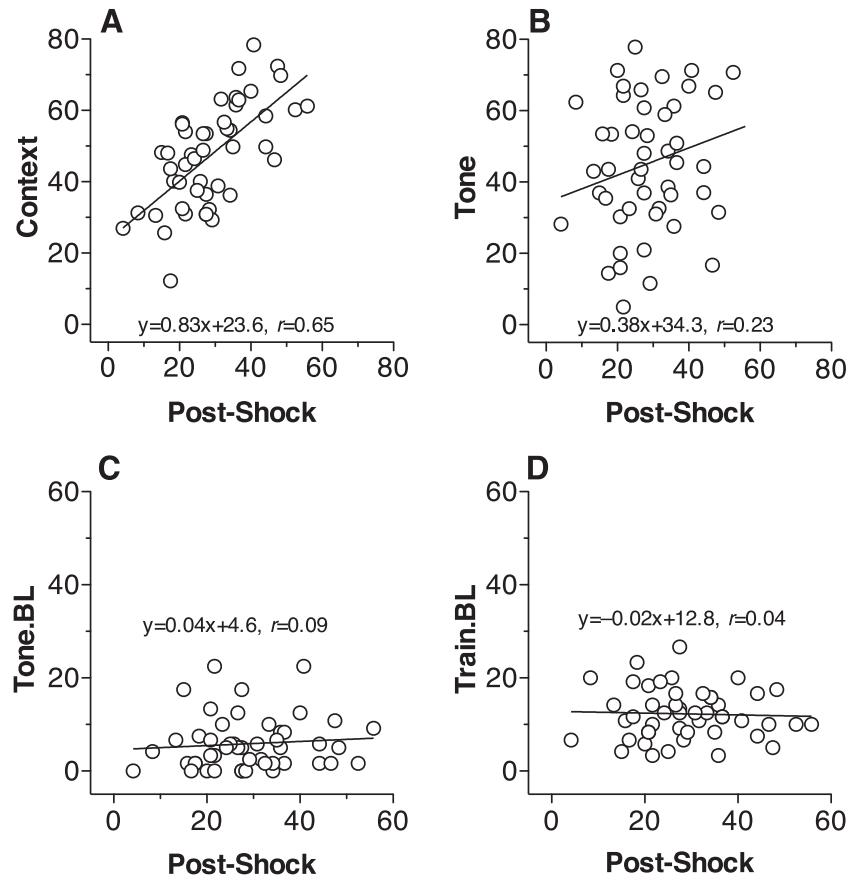 A
B
80
60
40
20
0
Context
y=0.83x+23.6, r=0.65
0 20 40 60 80
Post-Shock
80
60
40
20
0
Tone
y=0.38x+34.3, r=0.23
0 20 40 60 80
Post-Shock
C
D
60
40
20
0
Tone.BL
y=0.04x+4.6, r=0.09
0 20 40 60
Post-Shock
60
40
20
0
Train.BL
y=–0.02x+12.8, r=0.04
0 20 40 60
Post-Shock